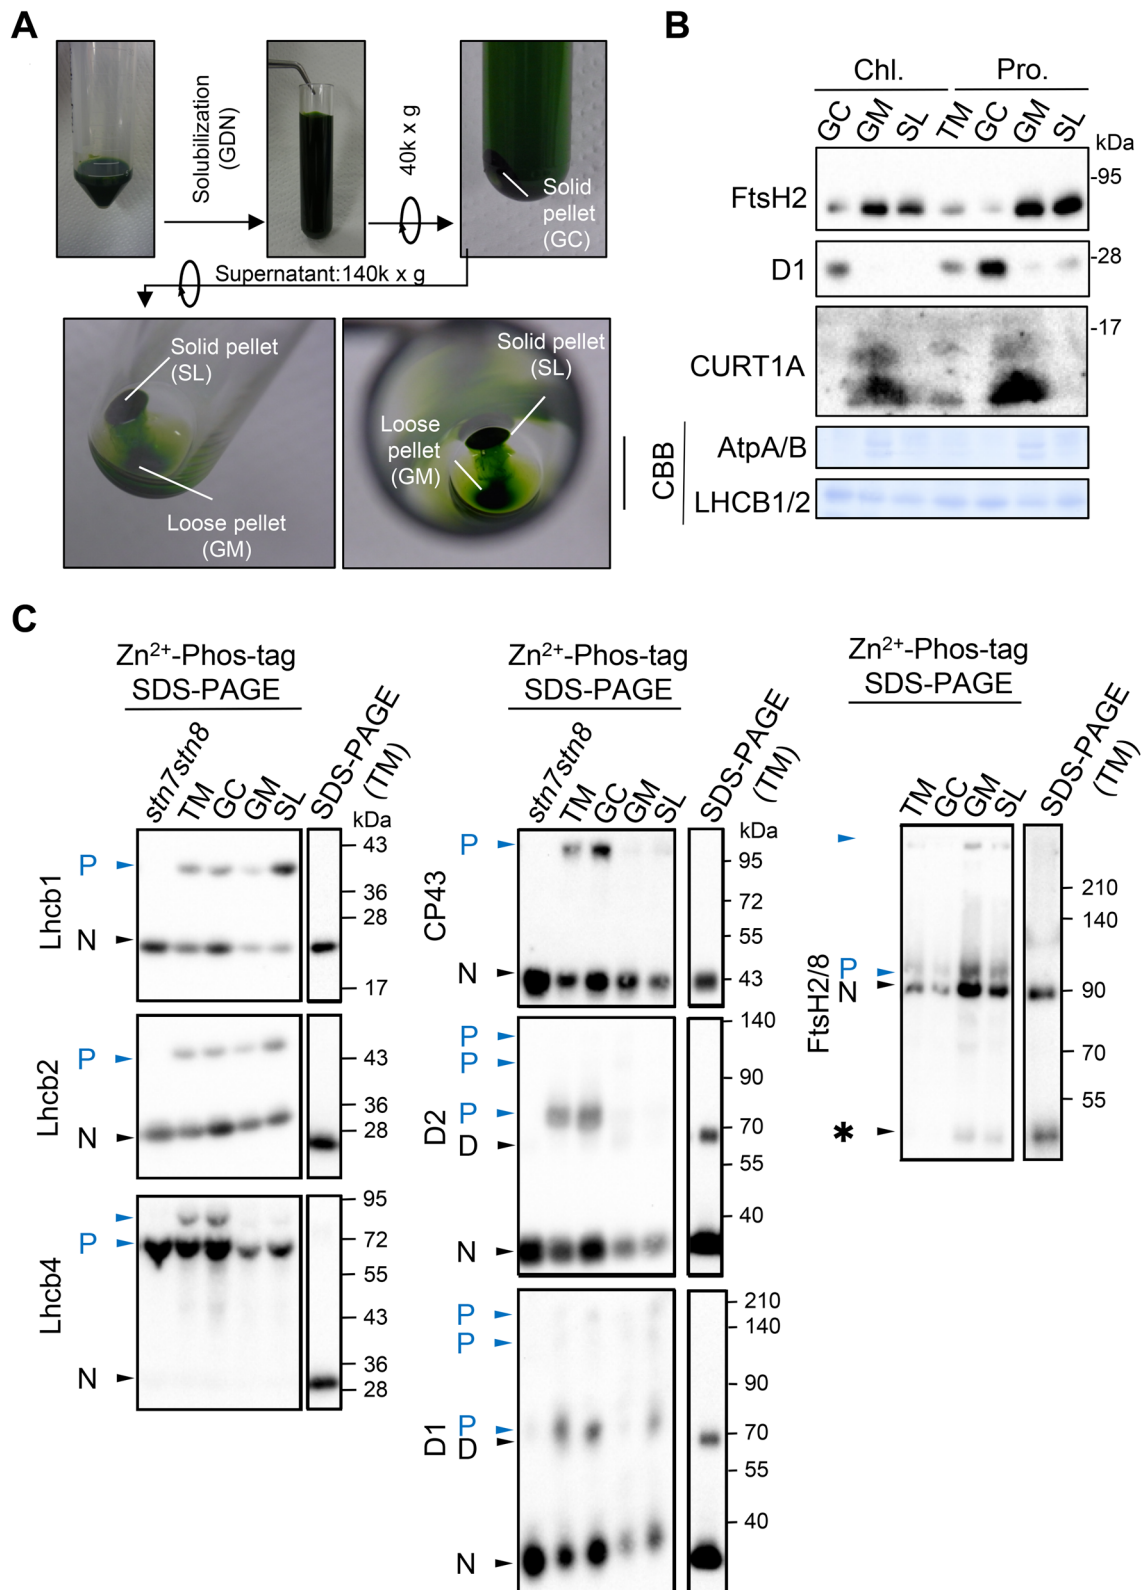 A
Solubilization
(GDN)
40k x g
Solid
pellet
(GC)
Supernatant:140k x g
Solid pellet
(SL)
Loose pellet
(GM)
Solid pellet
(SL)
Loose
pellet
(GM)
B
Chl.
Pro.
GC
GM
SL
TM
GC
GM
SL
kDa
FtsH2
-95
D1
-28
CURT1A
-17
CBB
AtpA/B
LHCB1/2
C
Zn2+-Phos-tag
SDS-PAGE
stn7stn8
TM
GC
GM
SL
SDS-PAGE
(TM)
kDa
Lhcb1
P
N
43
36
28
17
Lhcb2
P
N
43
36
28
Lhcb4
P
N
95
72
55
43
36
28
Zn2+-Phos-tag
SDS-PAGE
stn7stn8
TM
GC
GM
SL
SDS-PAGE
(TM)
kDa
CP43
P
N
95
72
55
43
D2
P
P
P
D
N
140
90
70
55
40
D1
P
P
P
D
N
210
140
90
70
55
40
Zn2+-Phos-tag
SDS-PAGE
TM
GC
GM
SL
SDS-PAGE
(TM)
FtsH2/8
P
N
*
210
140
90
70
55